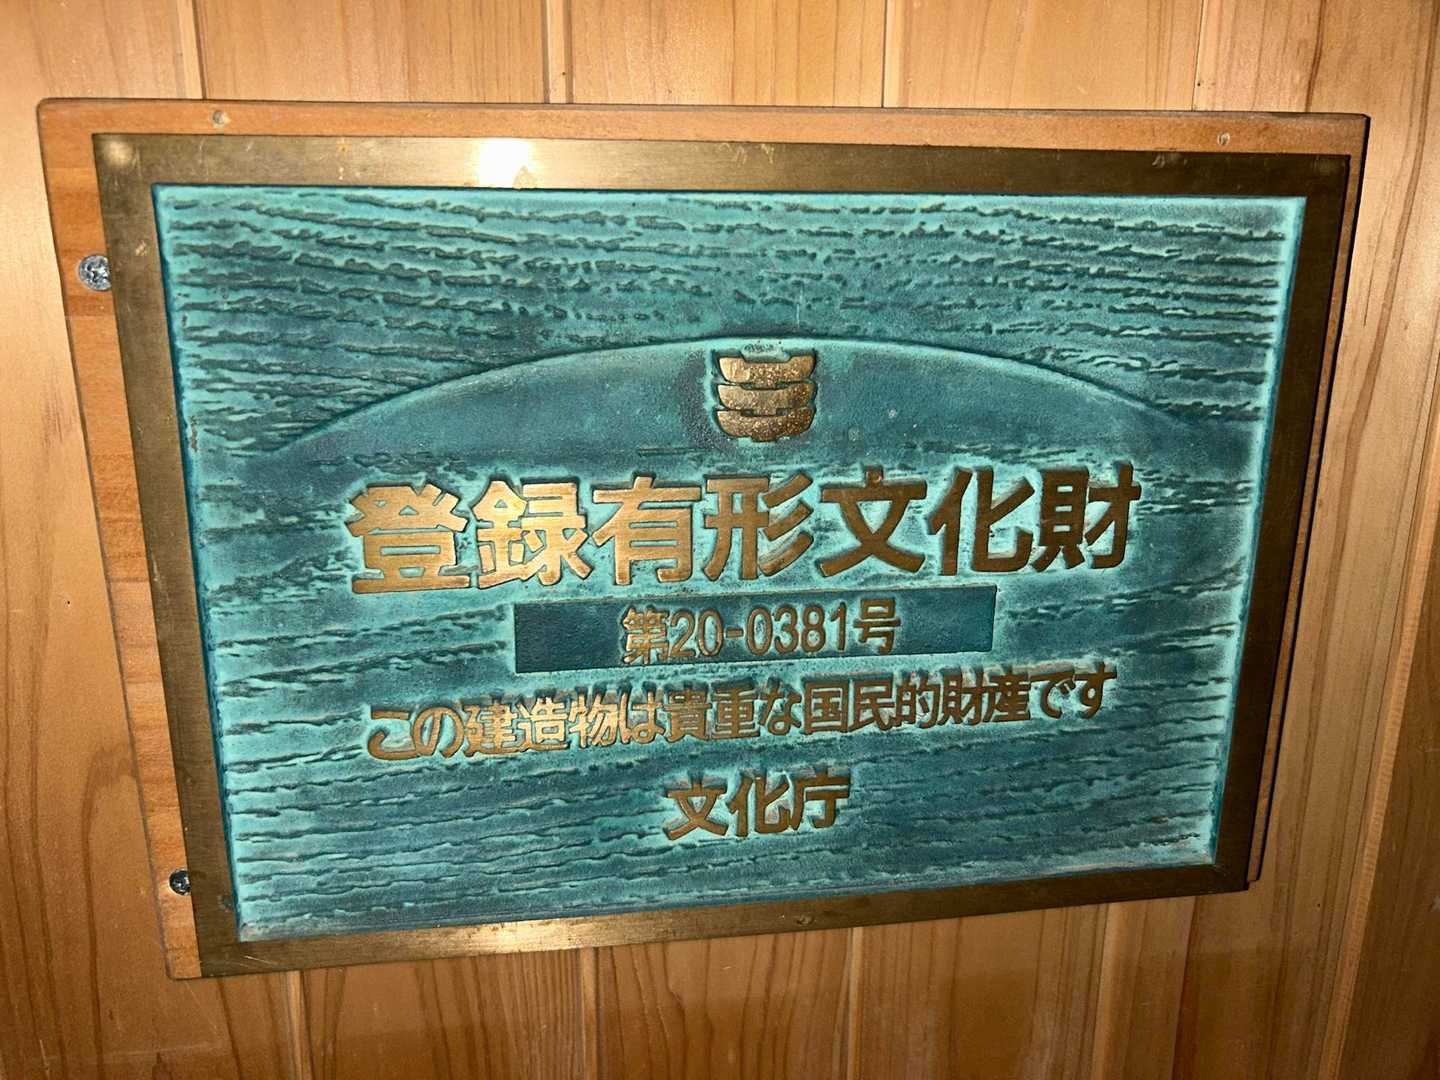 登録有形文化財
第20-0381号
この建造物は貴重な国民的財産です
文化庁